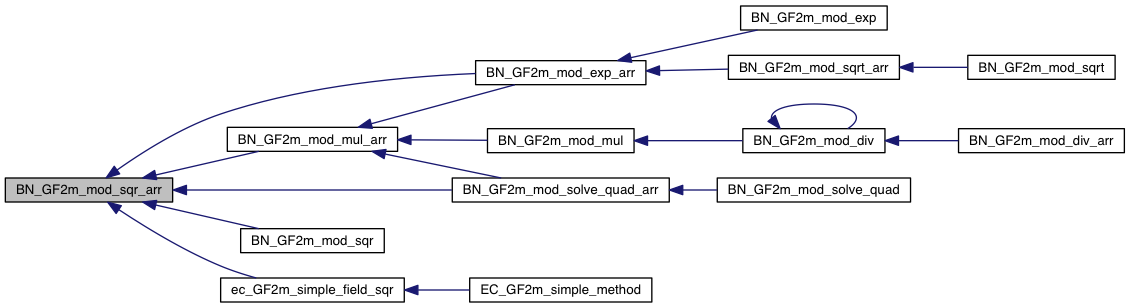 BN_GF2m_mod_exp
BN_GF2m_mod_exp_arr
BN_GF2m_mod_sqrt_arr
BN_GF2m_mod_sqrt
BN_GF2m_mod_mul_arr
BN_GF2m_mod_mul
BN_GF2m_mod_div
BN_GF2m_mod_div_arr
BN_GF2m_mod_sqr_arr
BN_GF2m_mod_solve_quad_arr
BN_GF2m_mod_solve_quad
BN_GF2m_mod_sqr
ec_GF2m_simple_field_sqr
EC_GF2m_simple_method